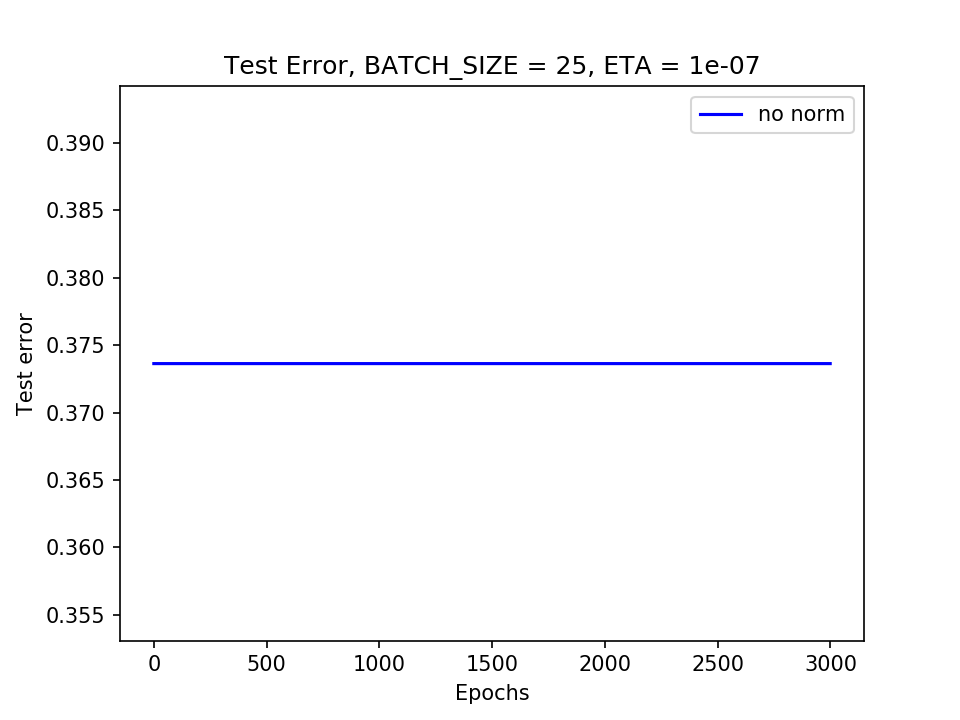 Test Error, BATCH_SIZE = 25, ETA = 1e-07
no norm
0.390
0.385
0.380
0.375
0.370
0.365
0.360
0.355
Test error
0 500 1000 1500 2000 2500 3000
Epochs